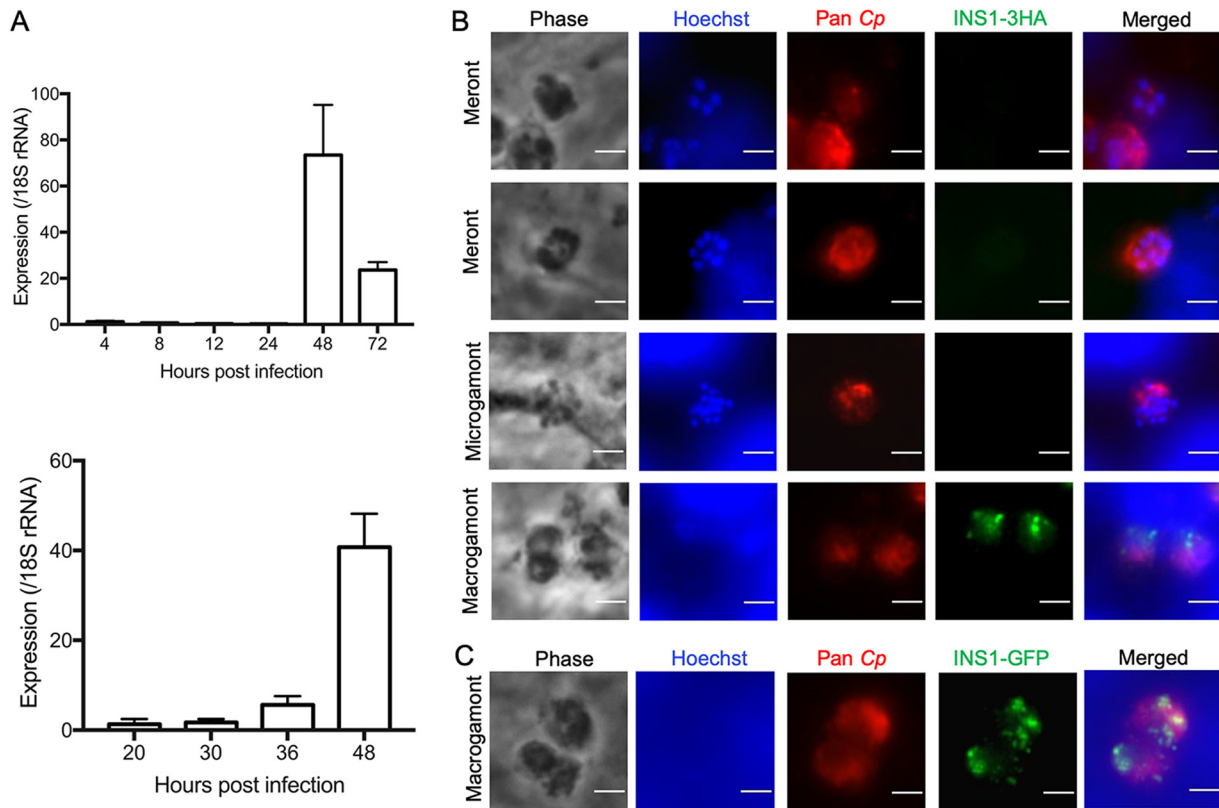 A
Expression (/18S rRNA)
100
80
60
40
20
0
4 8 12 24 48 72
Hours post infection
Expression (/18S rRNA)
60
40
20
0
20 30 36 48
Hours post infection
B
Phase Hoechst Pan Cp INS1-3HA Merged
Meront
Meront
Microgamont
Macrogamont
C
Phase Hoechst Pan Cp INS1-GFP Merged
Macrogamont